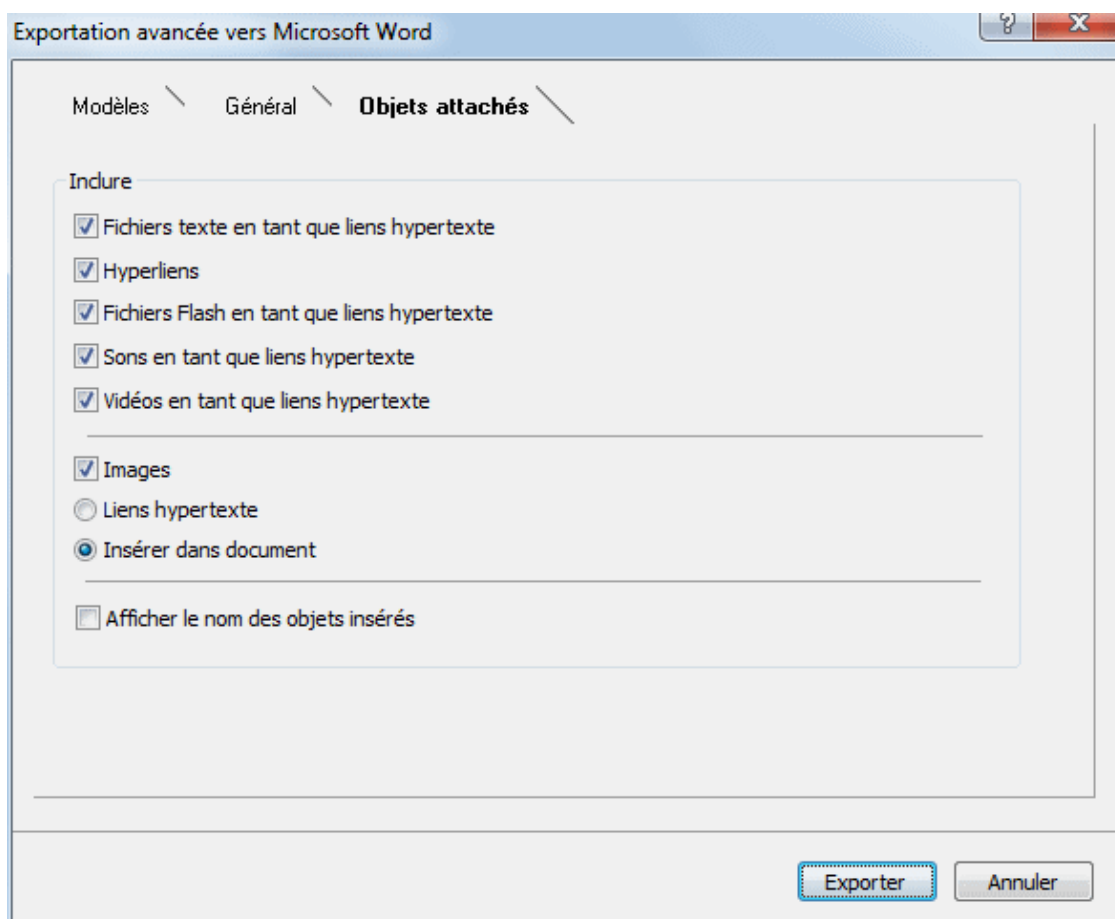 Exportation avancée vers Microsoft Word
?
X
Modèles Général Objets attachés
Inclure
Fichiers texte en tant que liens hypertexte
Hyperliens
Fichiers Flash en tant que liens hypertexte
Sons en tant que liens hypertexte
Vidéos en tant que liens hypertexte
Images
Liens hypertexte
Insérer dans document
Afficher le nom des objets insérés
Exporter Annuler